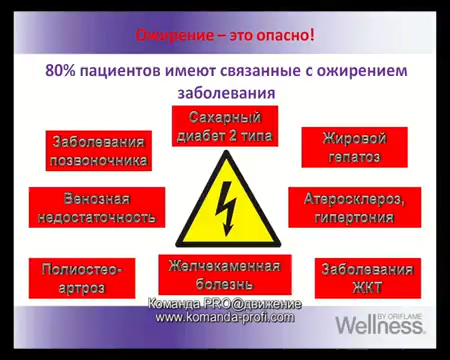 Ожирение – это опасно!
80% пациентов имеют связанные с ожирением
заболевания
Сахарный
диабет 2 типа
Заболевания
позвоночника
Жировой
гепатоз
Венозная
недостаточность
Атеросклероз,
гипертония
Полиостео-
артроз
Желчекаменная
болезнь
Заболевания
ЖКТ
Команда PRO@движение
www.komanda-profi.com
BY ORIFLAME
Wellness.